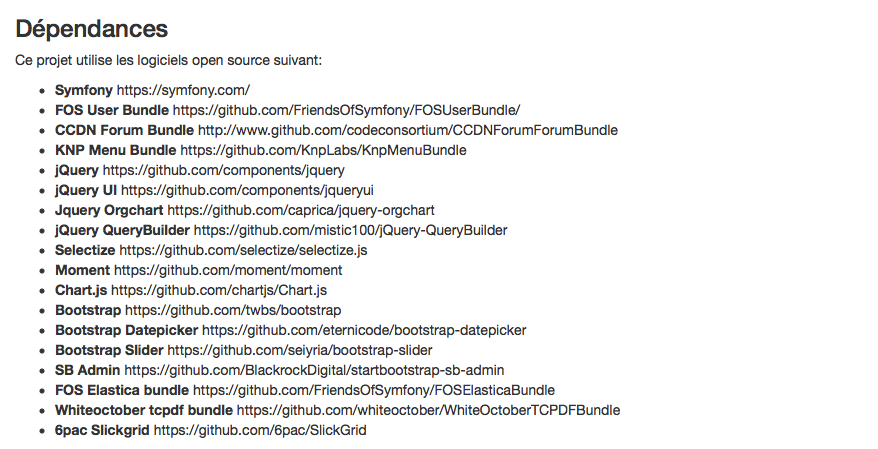 Dépendances
Ce projet utilise les logiciels open source suivant:
• Symfony https://symfony.com/
• FOS User Bundle https://github.com/FriendsOfSymfony/FOSUserBundle/
• CCDN Forum Bundle http://www.github.com/codeconsortium/CCDNForumForumBundle
• KNP Menu Bundle https://github.com/KnpLabs/KnpMenuBundle
• jQuery https://github.com/components/jquery
• jQuery UI https://github.com/components/jqueryui
• Jquery Orgchart https://github.com/caprica/jquery-orgchart
• jQuery QueryBuilder https://github.com/mistic100/jQuery-QueryBuilder
• Selectize https://github.com/selectize/selectize.js
• Moment https://github.com/moment/moment
• Chart.js https://github.com/chartjs/Chart.js
• Bootstrap https://github.com/twbs/bootstrap
• Bootstrap Datepicker https://github.com/eternicode/bootstrap-datepicker
• Bootstrap Slider https://github.com/seiyria/bootstrap-slider
• SB Admin https://github.com/BlackrockDigital/startbootstrap-sb-admin
• FOS Elastica bundle https://github.com/FriendsOfSymfony/FOSElasticaBundle
• Whiteoctober tcpdf bundle https://github.com/whiteoctober/WhiteOctoberTCPDFBundle
• 6pac Slickgrid https://github.com/6pac/SlickGrid